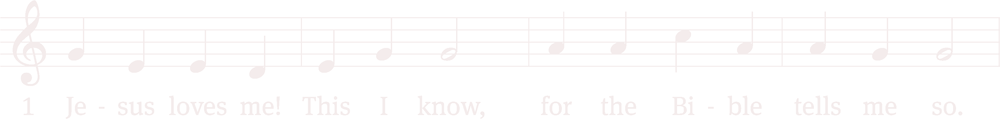 1 Je - sus loves me! This I know, for the Bi - ble tells me so.